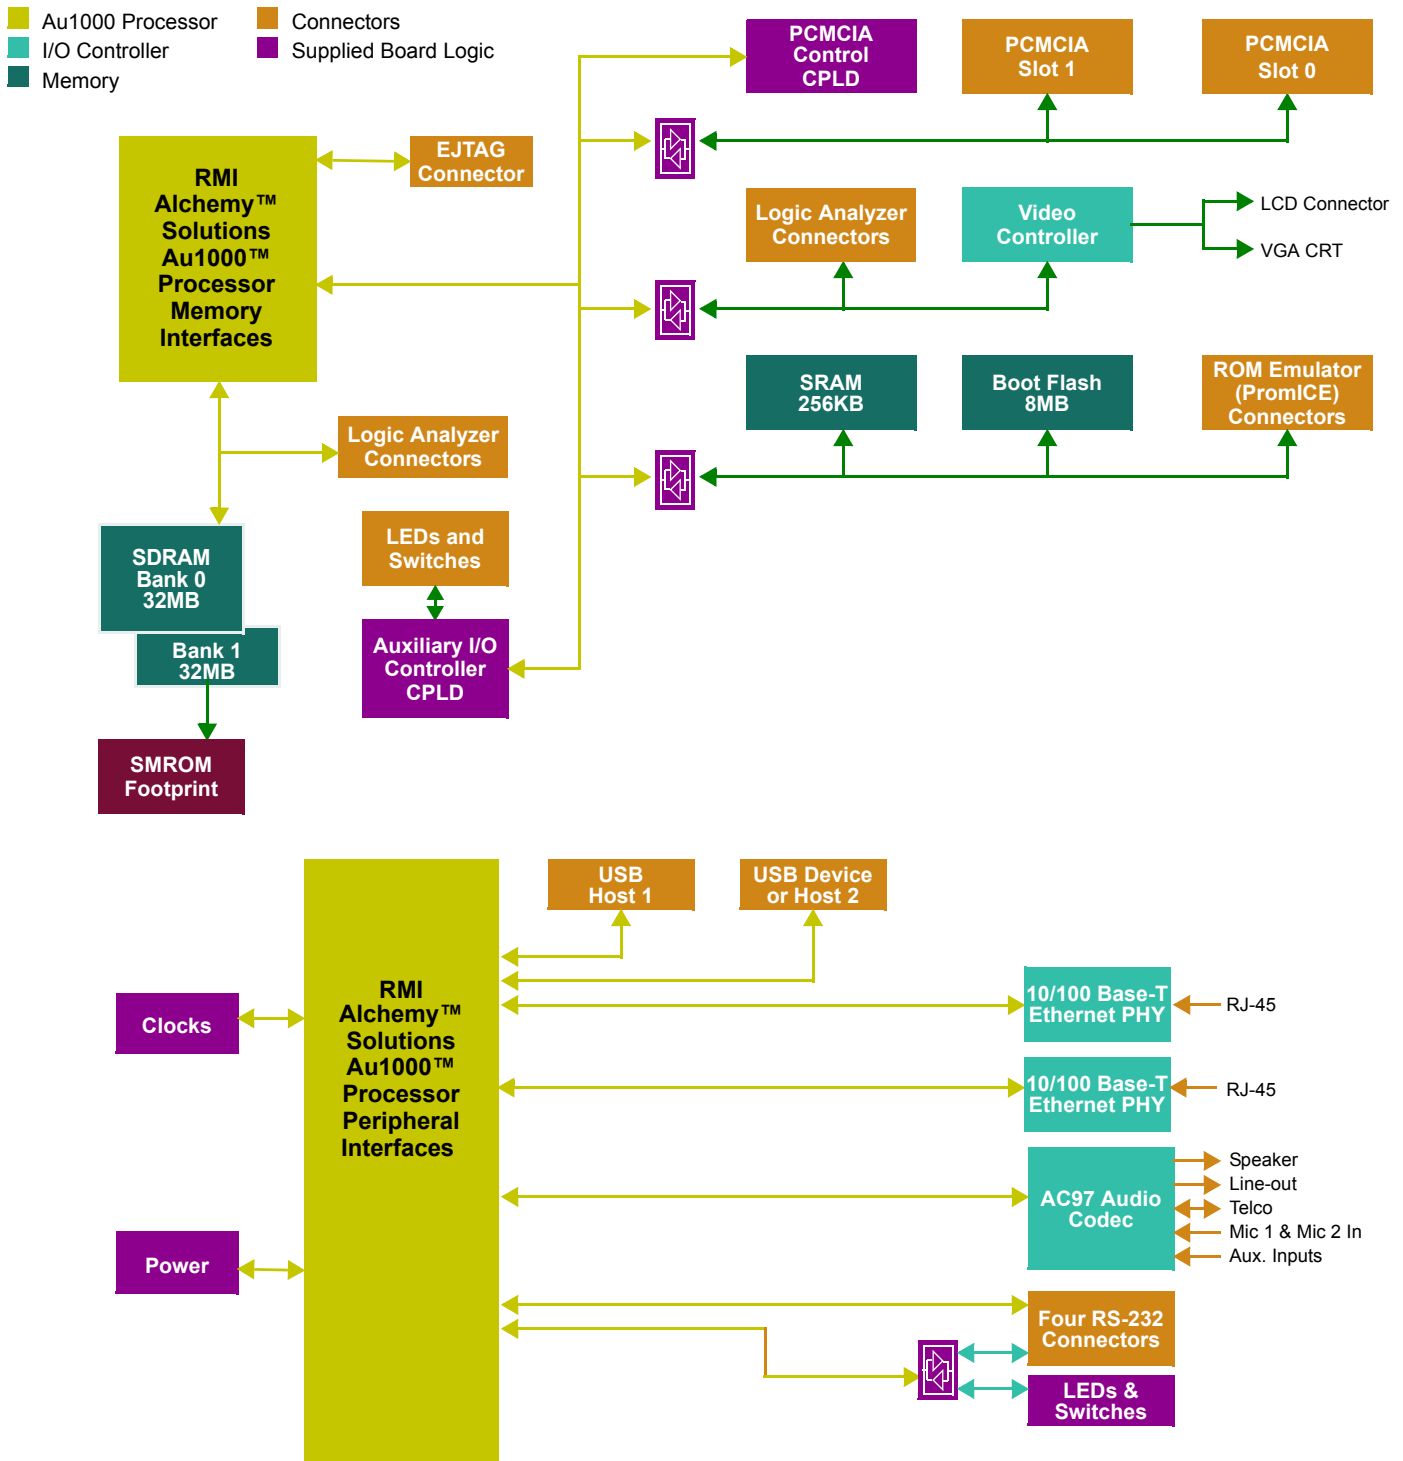 Au1000 Processor
I/O Controller
Memory
Connectors
Supplied Board Logic
PCMCIA
Control
CPLD
PCMCIA
Slot 1
PCMCIA
Slot 0
RMI
Alchemy™
Solutions
Au1000™
Processor
Memory
Interfaces
EJTAG
Connector
Logic Analyzer
Connectors
Video
Controller
LCD Connector
VGA CRT
SRAM
256KB
Boot Flash
8MB
ROM Emulator
(PromICE)
Connectors
Logic Analyzer
Connectors
SDRAM
Bank 0
32MB
Bank 1
32MB
LEDs and
Switches
Auxiliary I/O
Controller
CPLD
SMROM
Footprint
USB
Host 1
USB Device
or Host 2
RMI
Alchemy™
Solutions
Au1000™
Processor
Peripheral
Interfaces
Clocks
Power
10/100 Base-T
Ethernet PHY
RJ-45
10/100 Base-T
Ethernet PHY
RJ-45
AC97 Audio
Codec
Speaker
Line-out
Telco
Mic 1 & Mic 2 In
Aux. Inputs
Four RS-232
Connectors
LEDs &
Switches